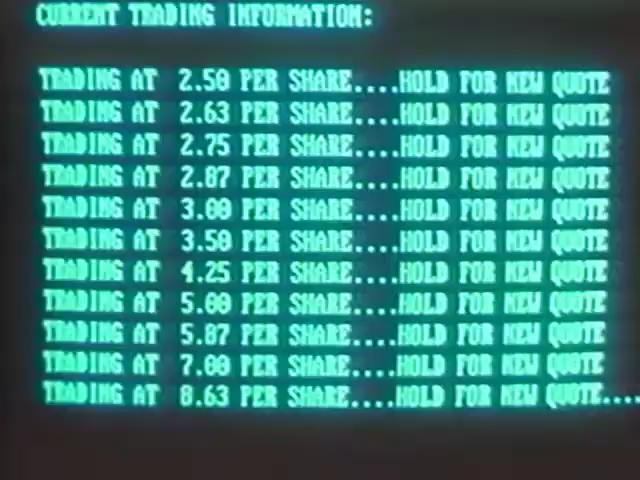 CURRENT TRADING INFORMATION:
TRADING AT 2.50 PER SHARE....HOLD FOR NEW QUOTE
TRADING AT 2.63 PER SHARE....HOLD FOR NEW QUOTE
TRADING AT 2.75 PER SHARE....HOLD FOR NEW QUOTE
TRADING AT 2.87 PER SHARE....HOLD FOR NEW QUOTE
TRADING AT 3.00 PER SHARE....HOLD FOR NEW QUOTE
TRADING AT 3.50 PER SHARE....HOLD FOR NEW QUOTE
TRADING AT 4.25 PER SHARE....HOLD FOR NEW QUOTE
TRADING AT 5.00 PER SHARE....HOLD FOR NEW QUOTE
TRADING AT 5.87 PER SHARE....HOLD FOR NEW QUOTE
TRADING AT 7.00 PER SHARE....HOLD FOR NEW QUOTE
TRADING AT 8.63 PER SHARE....HOLD FOR NEW QUOTE....